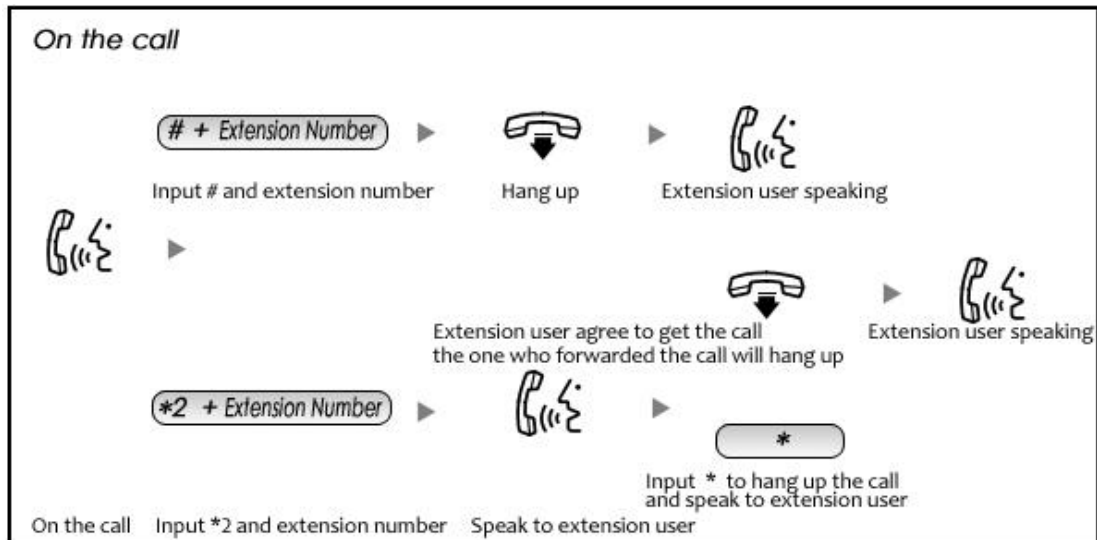 On the call
# + Extension Number
Input # and extension number
Hang up
Extension user speaking
Extension user agree to get the call
the one who forwarded the call will hang up
Extension user speaking
*2 + Extension Number
*
Input * to hang up the call
and speak to extension user
On the call
Input *2 and extension number
Speak to extension user